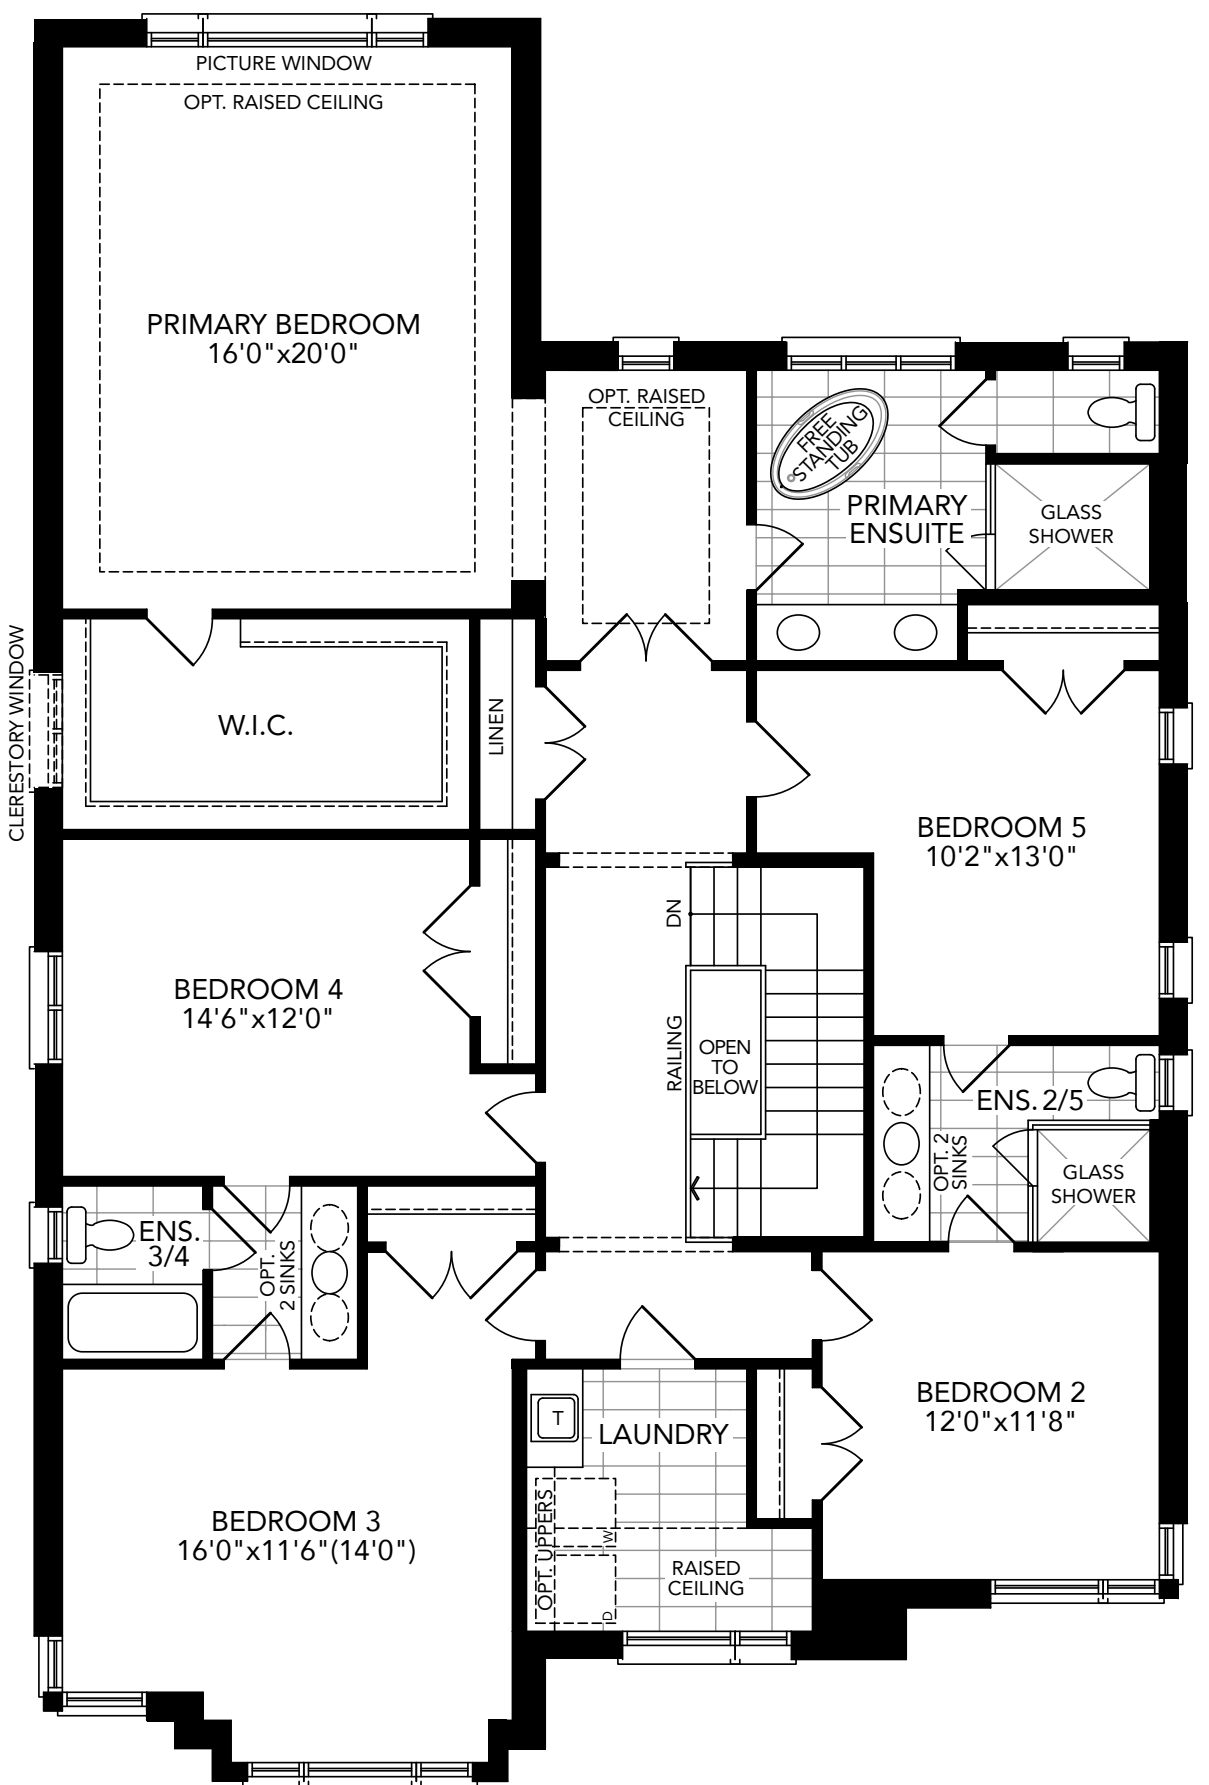 PICTURE WINDOW
OPT. RAISED CEILING
PRIMARY BEDROOM
16'0"x20'0"
OPT. RAISED
CEILING
FREE
STANDING
TUB
PRIMARY
ENSUITE
GLASS
SHOWER
CLERESTORY WINDOW
W.I.C.
LINEN
BEDROOM 5
10'2"x13'0"
BEDROOM 4
14'6"x12'0"
DN
RAILING
OPEN
TO
BELOW
ENS. 2/5
OPT. 2
SINKS
GLASS
SHOWER
ENS.
3/4
OPT.
2 SINKS
BEDROOM 2
12'0"x11'8"
T
LAUNDRY
BEDROOM 3
16'0"x11'6"(14'0")
OPT. UPPERS
W
D
RAISED
CEILING